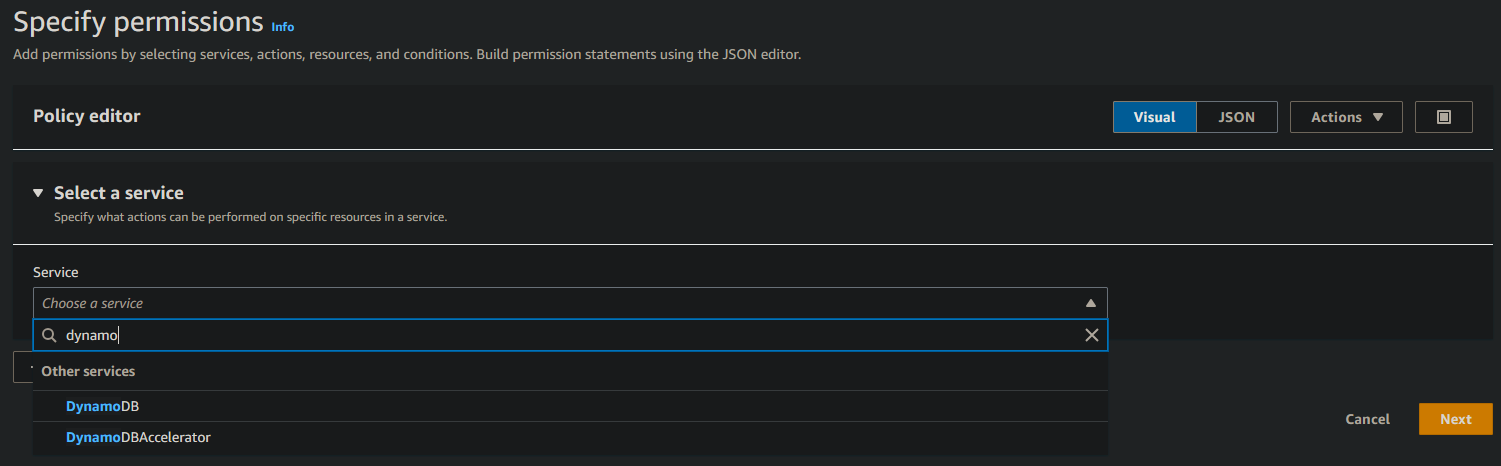 Specify permissions Info
Add permissions by selecting services, actions, resources, and conditions. Build permission statements using the JSON editor.
Policy editor
Visual JSON Actions
Select a service
Specify what actions can be performed on specific resources in a service.
Service
Choose a service
dynamo
Other services
DynamoDB
DynamoDBAccelerator
Cancel Next